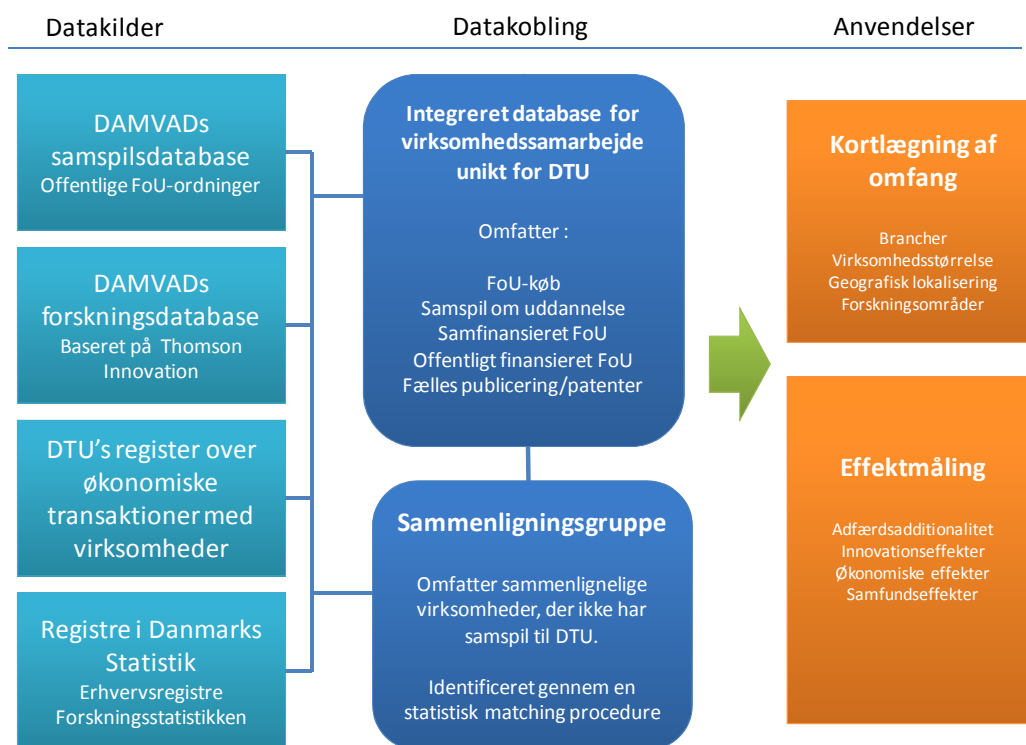 Datakilder
Datakobling
Anvendelser
DAMVADs
samspilsdatabase
Offentlige FoU-ordninger
DAMVADs
forskningsdatabase
Baseret på Thomson
Innovation
DTU's register over
økonomiske
transaktioner med
virksomheder
Registre i Danmarks
Statistik
Erhvervsregistre
Forskningsstatistikken
Integreret database for
virksomhedssamarbejde
unikt for DTU
Omfatter :
FoU-køb
Samspil om uddannelse
Samfinansieret FoU
Offentligt finansieret FoU
Fælles publicering/patenter
Sammenligningsgruppe
Omfatter sammenlignelige
virksomheder, der ikke har
samspil til DTU.
Identificeret gennem en
statistisk matching procedure
Kortlægning af
omfang
Brancher
Virksomhedsstørrelse
Geografisk lokalisering
Forskningsområder
Effektmåling
Adfærdsadditionalitet
Innovationseffekter
Økonomiske effekter
Samfundseffekter